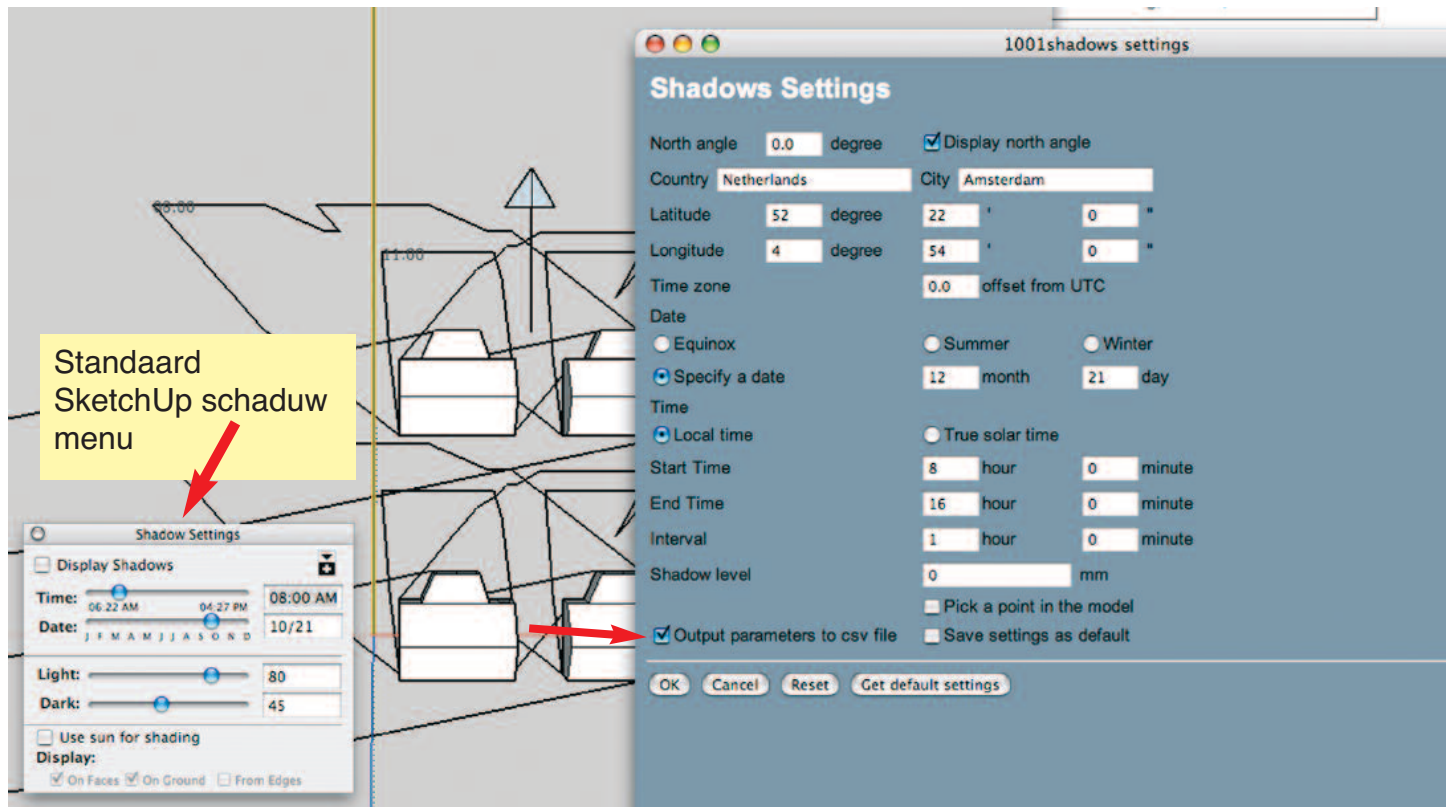 1001shadows settings
Shadows Settings
North angle 0.0 degree Display north angle
Country Netherlands City Amsterdam
Latitude 52 degree 22 ' 0 "
Longitude 4 degree 54 ' 0 "
Time zone 0.0 offset from UTC
Date
Equinox Summer Winter
Specify a date 12 month 21 day
Time
Local time True solar time
Start Time 8 hour 0 minute
End Time 16 hour 0 minute
Interval 1 hour 0 minute
Shadow level 0 mm
Pick a point in the model
Output parameters to csv file Save settings as default
OK Cancel Reset Get default settings
11.00
Standaard
SketchUp schaduw
menu
Shadow Settings
Display Shadows
Time: 06:22 AM 04:27 PM 08:00 AM
Date: J F M A M J J A S O N D 10/21
Light: 80
Dark: 45
Use sun for shading
Display:
On Faces On Ground From Edges